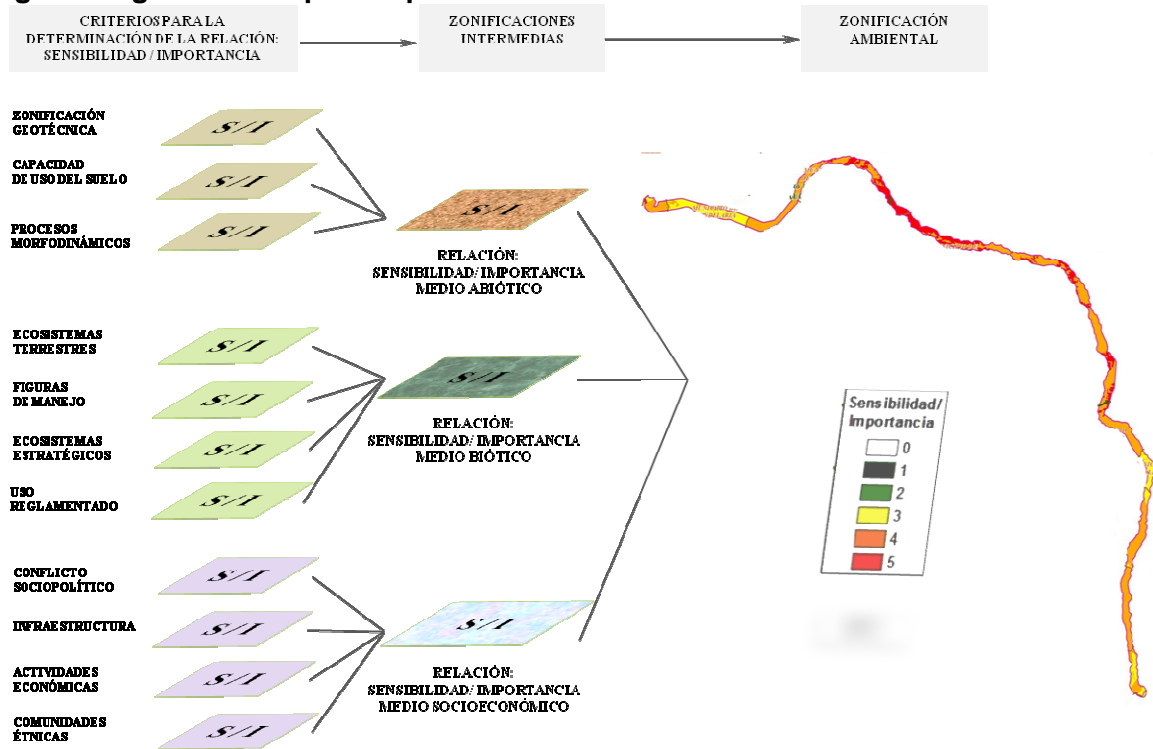 CRITERIOS PARA LA
DETERMINACIÓN DE LA RELACIÓN:
SENSIBILIDAD / IMPORTANCIA
ZONIFICACIONES
INTERMEDIAS
ZONIFICACIÓN
AMBIENTAL
ZONIFICACIÓN
GEOTÉCNICA
S/I
CAPACIDAD
DE USO DEL SUELO
S/I
PROCESOS
MORFODINÁMICOS
S/I
S/I
RELACIÓN:
SENSIBILIDAD/ IMPORTANCIA
MEDIO ABIÓTICO
ECOSISTEMAS
TERRESTRES
S/I
FIGURAS
DE MANEJO
S/I
ECOSISTEMAS
ESTRATÉGICOS
S/I
USO
REGLAMENTADO
S/I
S/I
RELACIÓN:
SENSIBILIDAD/ IMPORTANCIA
MEDIO BIÓTICO
CONFLICTO
SOCIOPOLÍTICO
S/I
INFRAESTRUCTURA
S/I
ACTIVIDADES
ECONÓMICAS
S/I
COMUNIDADES
ÉTNICAS
S/I
S/I
RELACIÓN:
SENSIBILIDAD/ IMPORTANCIA
MEDIO SOCIOECONÓMICO
Sensibilidad/
Importancia
0
1
2
3
4
5